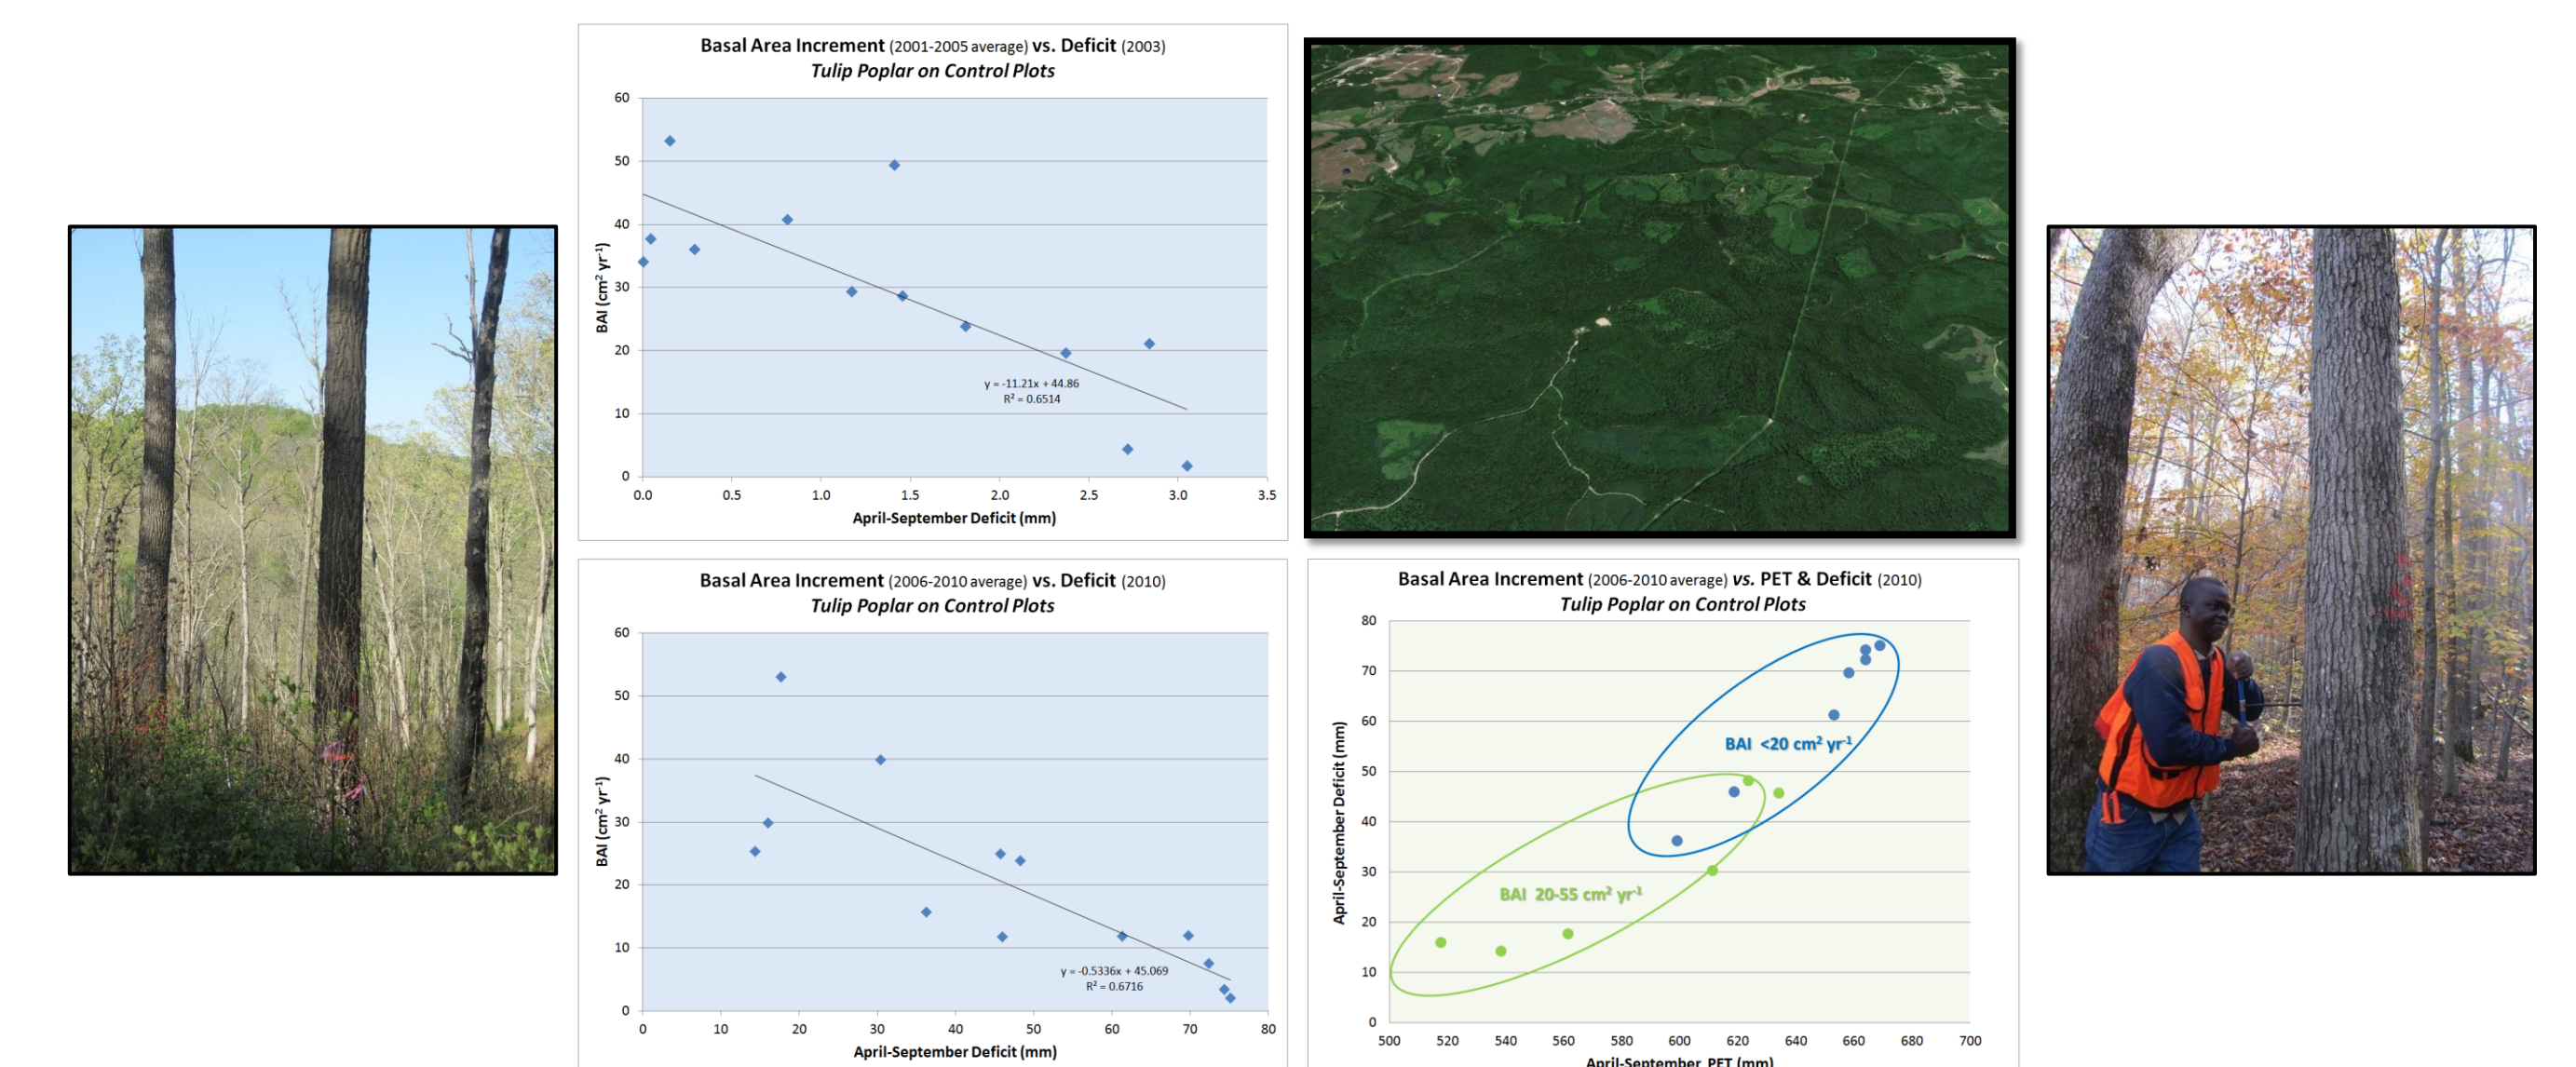 Basal Area Increment (2001-2005 average) vs. Deficit (2003)
Tulip Poplar on Control Plots
60
50
40
30
20
10
0
BAI (cm² yr⁻¹)
y = -11.21x + 44.86
R² = 0.6514
0.0 0.5 1.0 1.5 2.0 2.5 3.0 3.5
April-September Deficit (mm)
Basal Area Increment (2006-2010 average) vs. Deficit (2010)
Tulip Poplar on Control Plots
60
50
40
30
20
10
0
BAI (cm² yr⁻¹)
y = -0.5336x + 45.069
R² = 0.6716
0 10 20 30 40 50 60 70 80
April-September Deficit (mm)
Basal Area Increment (2006-2010 average) vs. PET & Deficit (2010)
Tulip Poplar on Control Plots
80
70
60
50
40
30
20
10
0
April-September Deficit (mm)
BAI <20 cm² yr⁻¹
BAI 20-55 cm² yr⁻¹
500 520 540 560 580 600 620 640 660 680 700
April-September PET (mm)